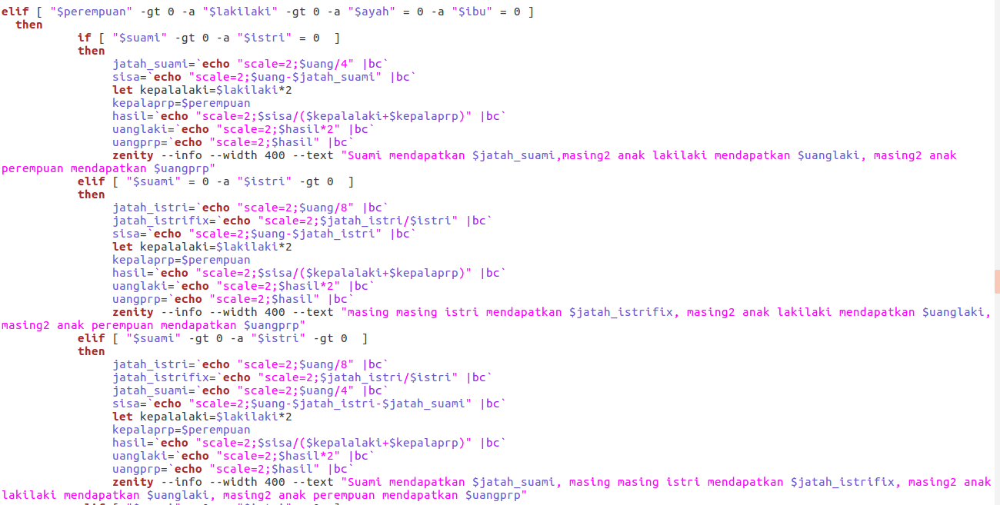 elif [ "$perempuan" -gt 0 -a "$lakilaki" -gt 0 -a "$ayah" = 0 -a "$ibu" = 0 ]
then
if [ "$suami" -gt 0 -a "$istri" = 0  ]
then
jatah_suami=`echo "scale=2;$uang/4" |bc`
sisa=`echo "scale=2;$uang-$jatah_suami" |bc`
let kepalalaki=$lakilaki*2
kepalaprp=$perempuan
hasil=`echo "scale=2;$sisa/($kepalalaki+$kepalaprp)" |bc`
uanglaki=`echo "scale=2;$hasil*2" |bc`
uangprp=`echo "scale=2;$hasil" |bc`
zenity --info --width 400 --text "Suami mendapatkan $jatah_suami,masing2 anak lakilaki mendapatkan $uanglaki, masing2 anak
perempuan mendapatkan $uangprp"
elif [ "$suami" = 0 -a "$istri" -gt 0  ]
then
jatah_istri=`echo "scale=2;$uang/8" |bc`
jatah_istrifix=`echo "scale=2;$jatah_istri/$istri" |bc`
sisa=`echo "scale=2;$uang-$jatah_istri" |bc`
let kepalalaki=$lakilaki*2
kepalaprp=$perempuan
hasil=`echo "scale=2;$sisa/($kepalalaki+$kepalaprp)" |bc`
uanglaki=`echo "scale=2;$hasil*2" |bc`
uangprp=`echo "scale=2;$hasil" |bc`
zenity --info --width 400 --text "masing masing istri mendapatkan $jatah_istrifix, masing2 anak lakilaki mendapatkan $uanglaki,
masing2 anak perempuan mendapatkan $uangprp"
elif [ "$suami" -gt 0 -a "$istri" -gt 0  ]
then
jatah_istri=`echo "scale=2;$uang/8" |bc`
jatah_istrifix=`echo "scale=2;$jatah_istri/$istri" |bc`
jatah_suami=`echo "scale=2;$uang/4" |bc`
sisa=`echo "scale=2;$uang-$jatah_istri-$jatah_suami" |bc`
let kepalalaki=$lakilaki*2
kepalaprp=$perempuan
hasil=`echo "scale=2;$sisa/($kepalalaki+$kepalaprp)" |bc`
uanglaki=`echo "scale=2;$hasil*2" |bc`
uangprp=`echo "scale=2;$hasil" |bc`
zenity --info --width 400 --text "Suami mendapatkan $jatah_suami, masing masing istri mendapatkan $jatah_istrifix, masing2 anak
lakilaki mendapatkan $uanglaki, masing2 anak perempuan mendapatkan $uangprp"